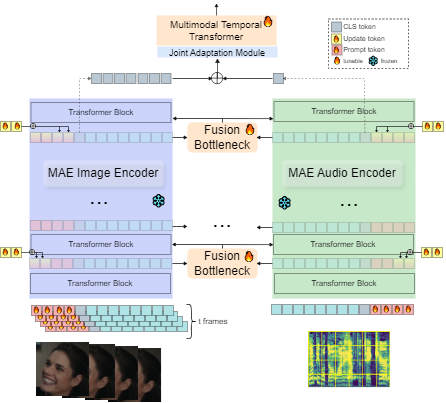 Multimodal Temporal
Transformer
Joint Adaptation Module
CLS token
Update token
Prompt token
tunable
frozen
Transformer Block
Transformer Block
Fusion
Bottleneck
MAE Image Encoder
MAE Audio Encoder
...
...
...
Transformer Block
Transformer Block
Fusion
Bottleneck
Transformer Block
Transformer Block
t frames